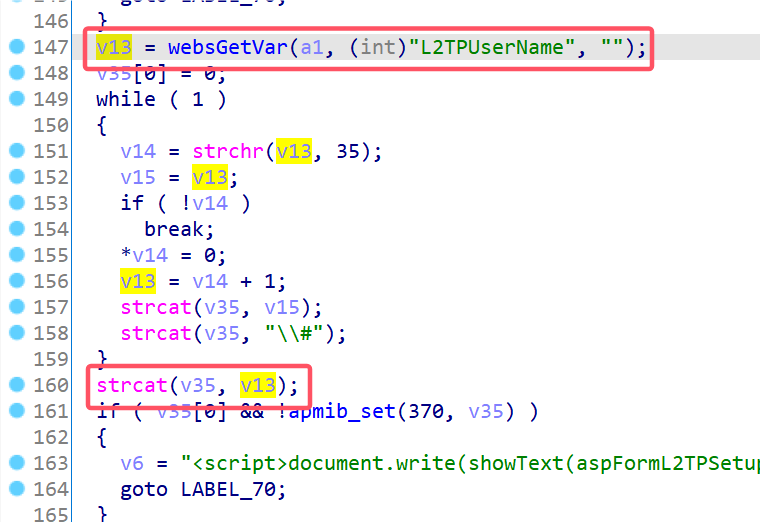 145 goto LABEL_70;
146 }
147 v13 = websGetVar(a1, (int)"L2TPUserName", "");
148 v35[0] = 0;
149 while ( 1 )
150 {
151 v14 = strchr(v13, 35);
152 v15 = v13;
153 if ( !v14 )
154 break;
155 *v14 = 0;
156 v13 = v14 + 1;
157 strcat(v35, v15);
158 strcat(v35, "\\#");
159 }
160 strcat(v35, v13);
161 if ( v35[0] && !apmib_set(370, v35) )
162 {
163 v6 = "<script>document.write(showText(aspFormL2TPSetup
164 goto LABEL_70;
165 }